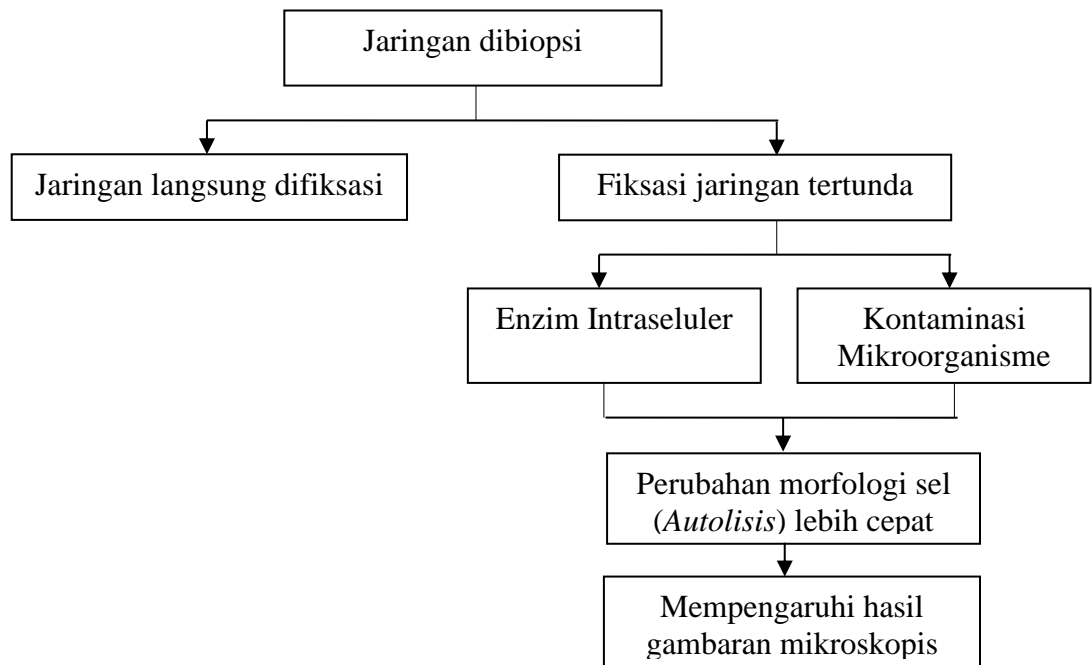 Jaringan dibiopsi
Jaringan langsung difiksasi
Fiksasi jaringan tertunda
Enzim Intraseluler
Kontaminasi
Mikroorganisme
Perubahan morfologi sel
(Autolisis) lebih cepat
Mempengaruhi hasil
gambaran mikroskopis